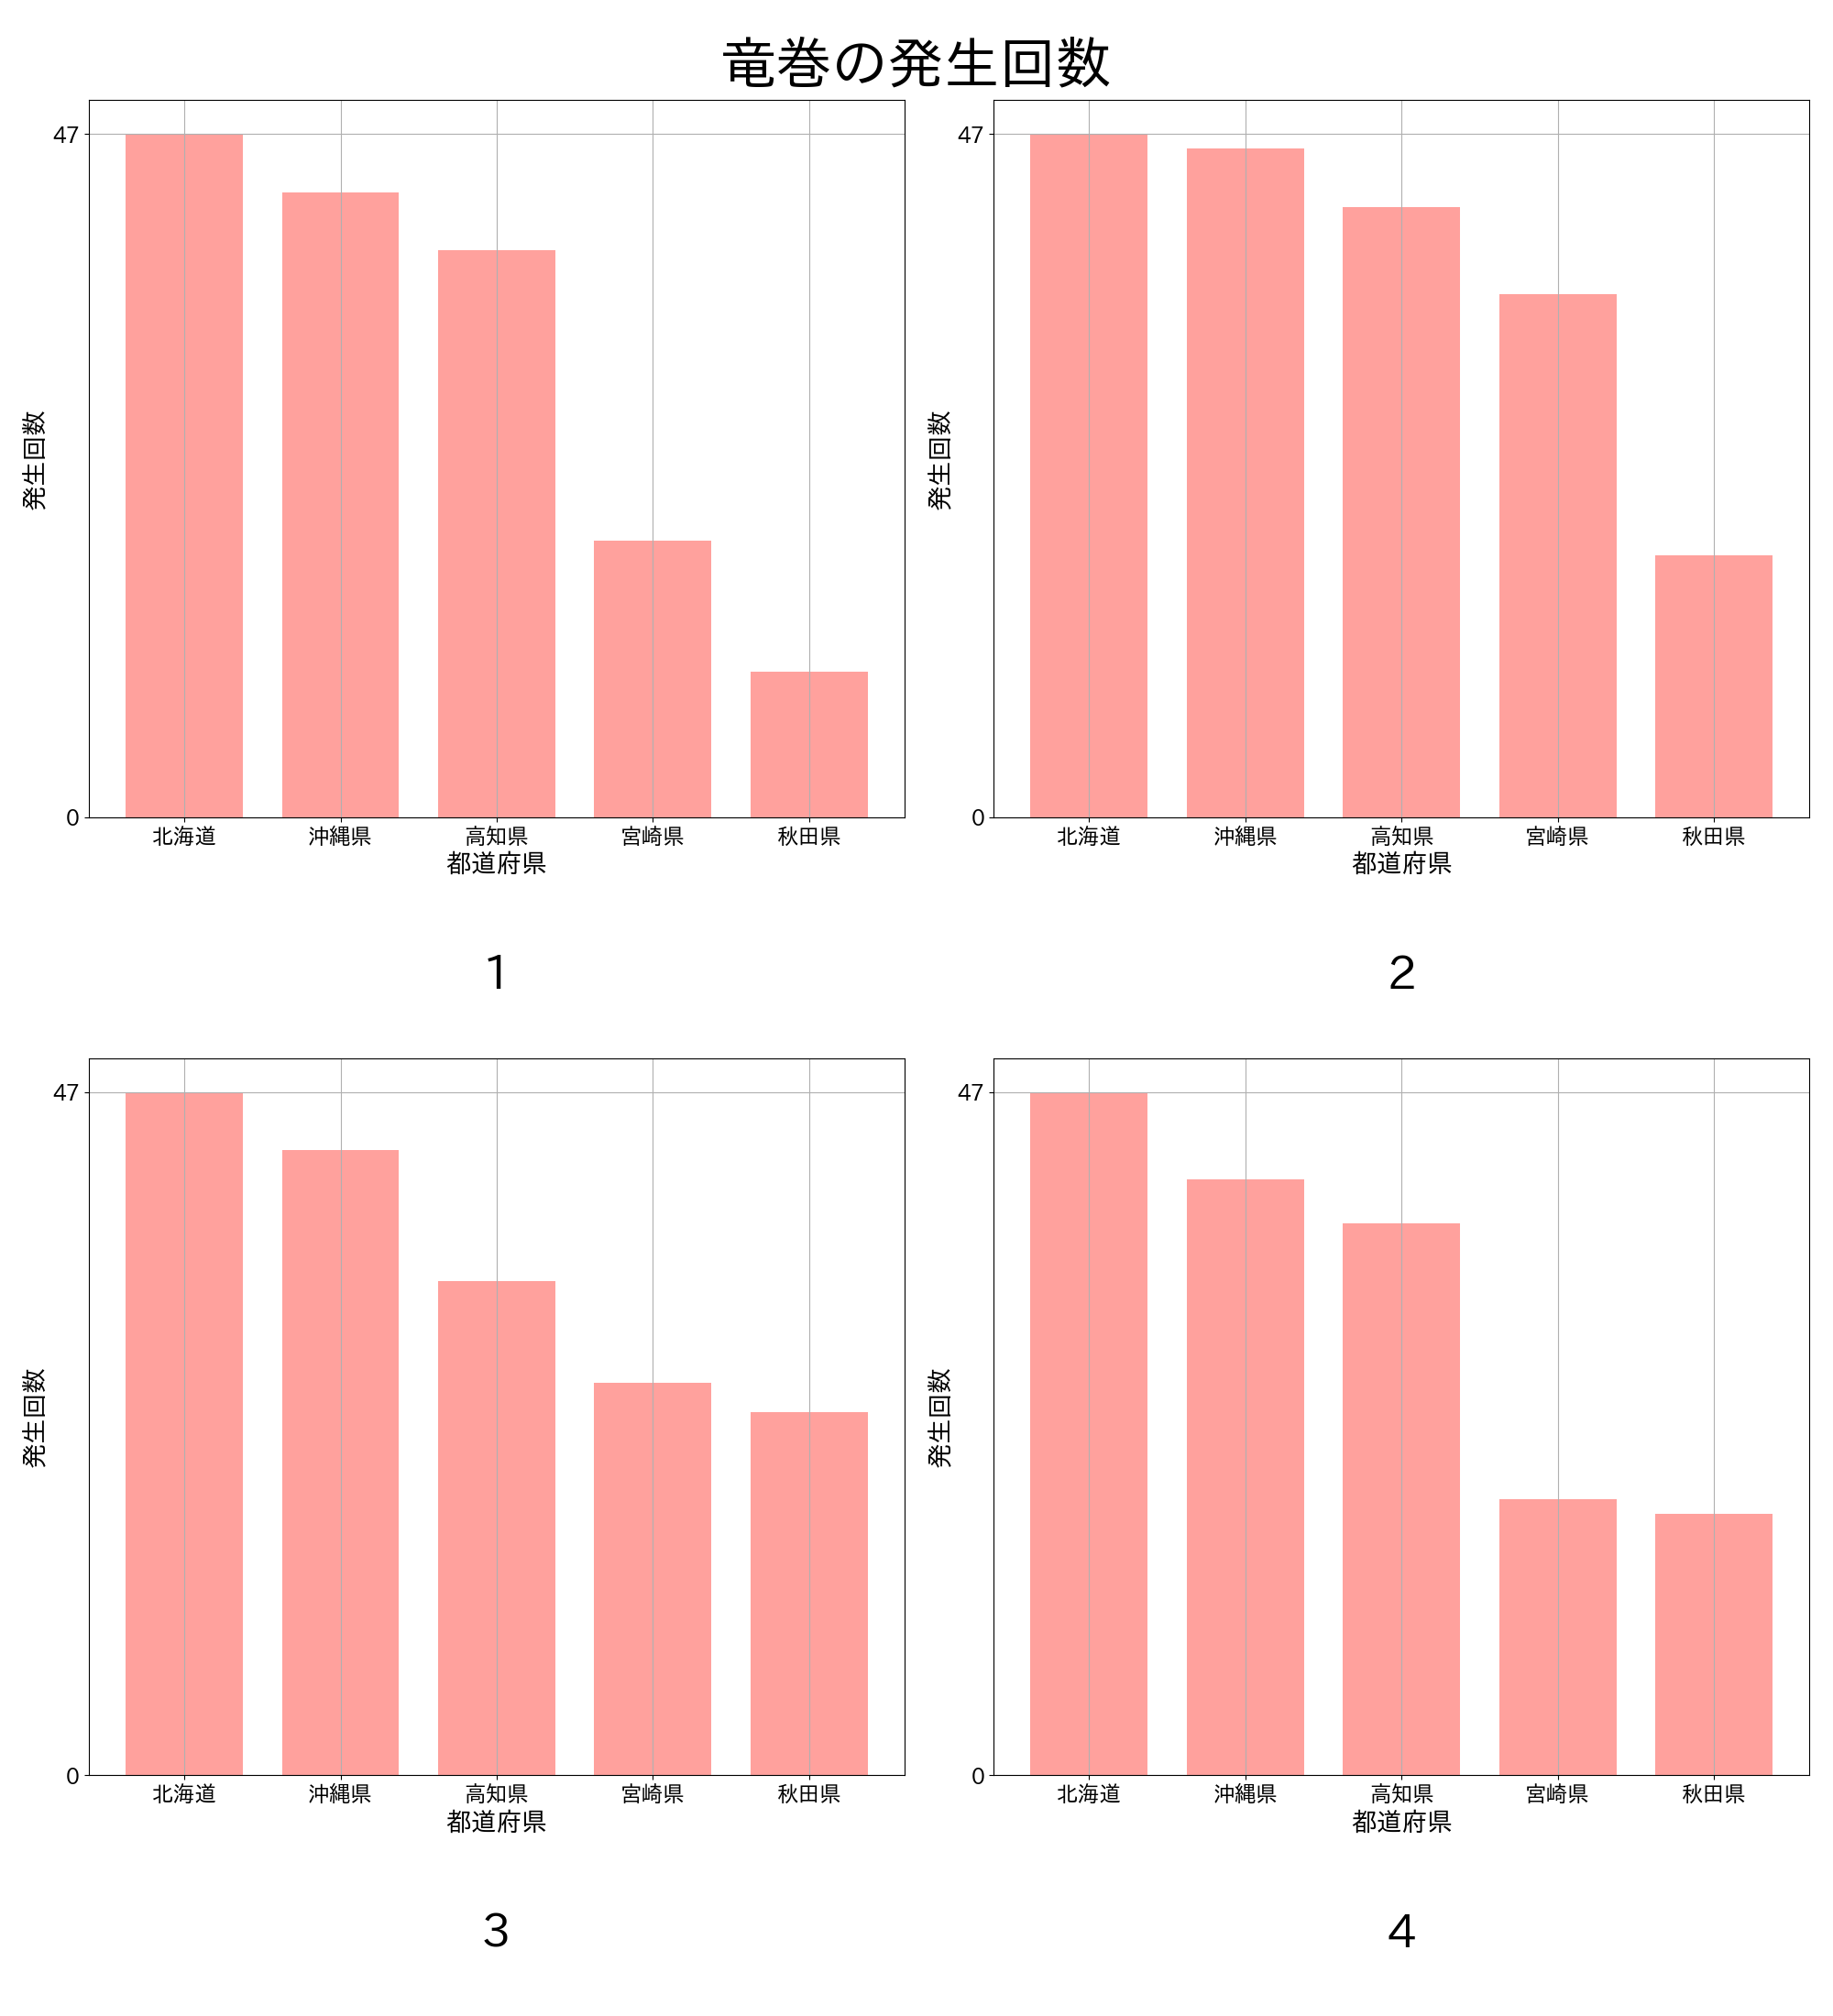 竜巻の発生回数
47
0
発生回数
北海道 沖縄県 高知県 宮崎県 秋田県
都道府県
1
47
0
発生回数
北海道 沖縄県 高知県 宮崎県 秋田県
都道府県
2
47
0
発生回数
北海道 沖縄県 高知県 宮崎県 秋田県
都道府県
3
47
0
発生回数
北海道 沖縄県 高知県 宮崎県 秋田県
都道府県
4